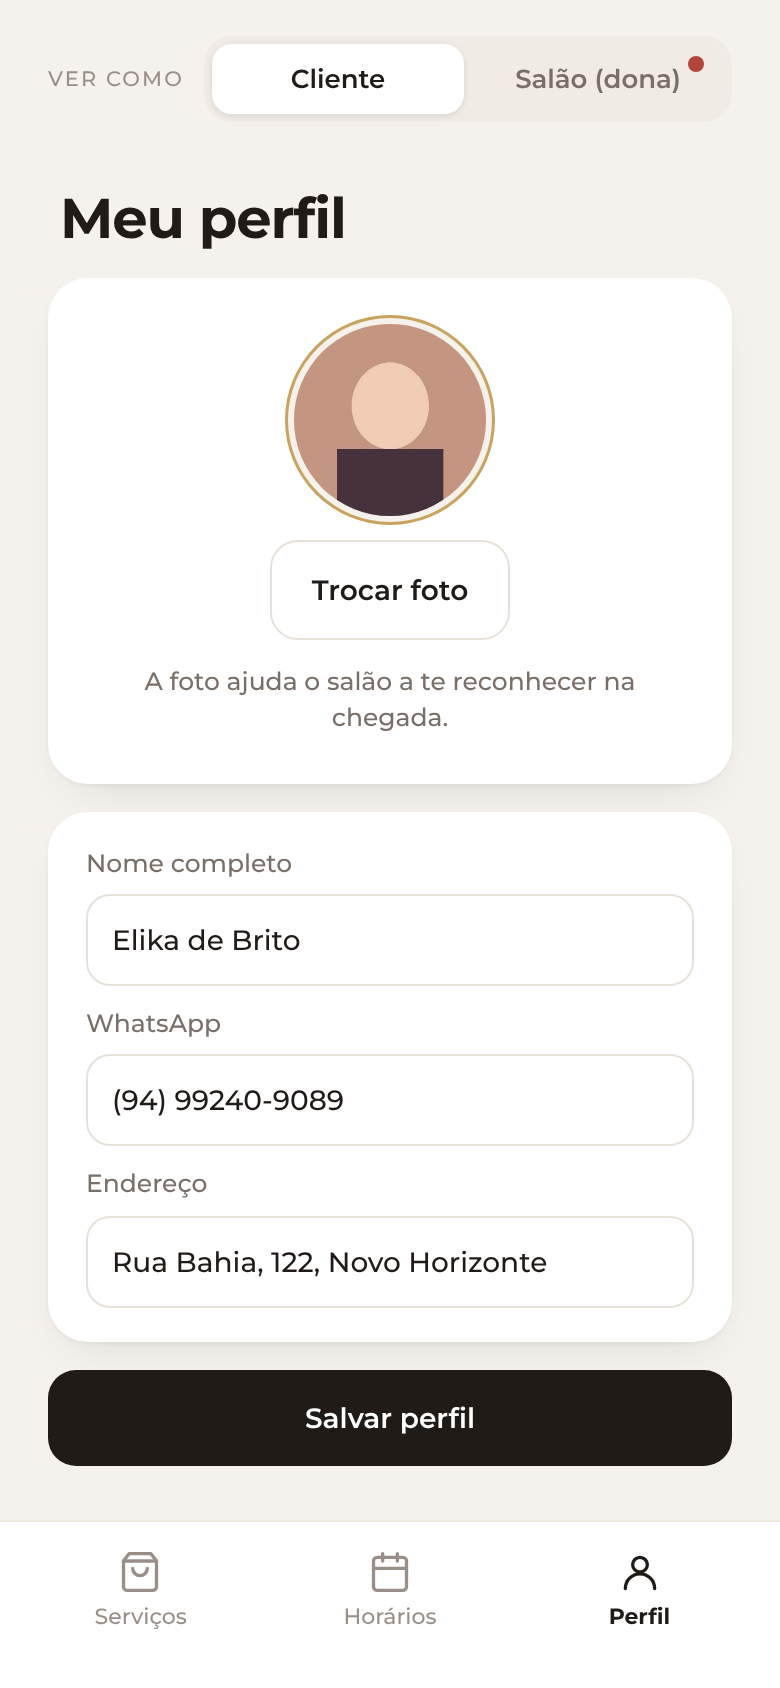 VER COMO
Cliente
Salão (dona)
Meu perfil
Trocar foto
A foto ajuda o salão a te reconhecer na
chegada.
Nome completo
Elika de Brito
WhatsApp
(94) 99240-9089
Endereço
Rua Bahia, 122, Novo Horizonte
Salvar perfil
Serviços
Horários
Perfil